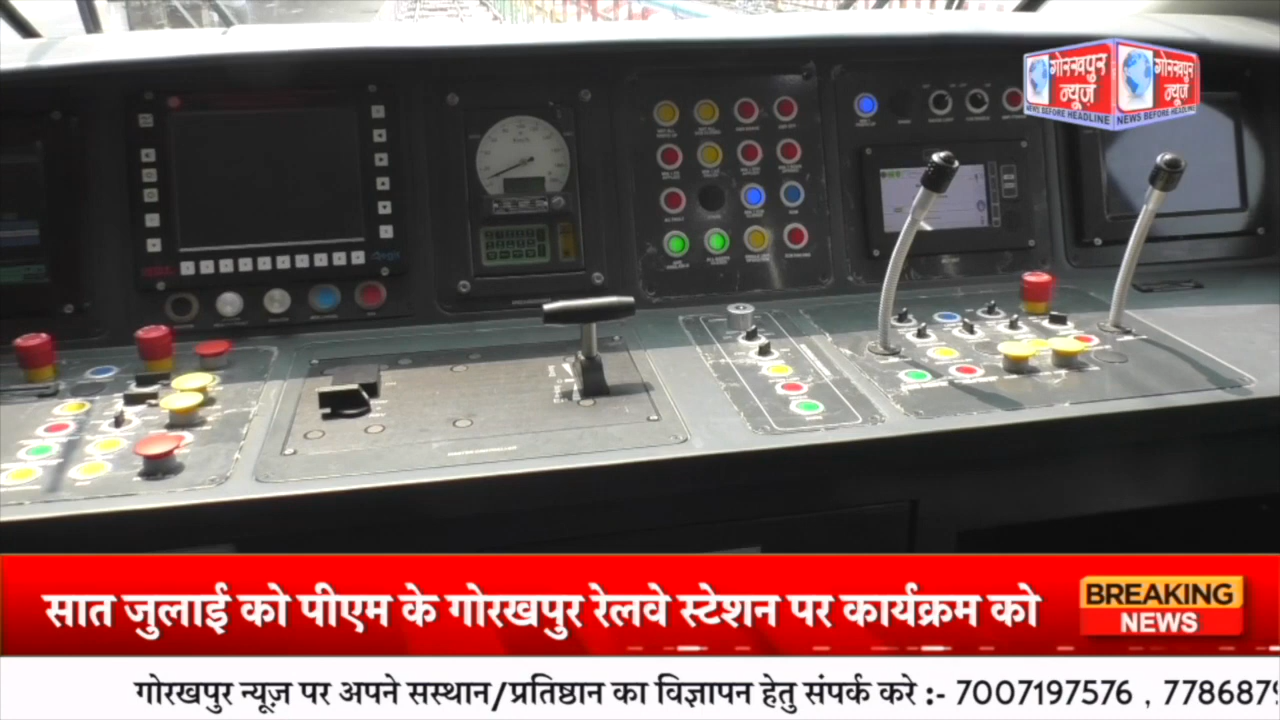 गोरखपुर
न्यूज़
NEWS BEFORE HEADLINE
गोरखपुर
न्यूज़
NEWS BEFORE HEADLINE
सात जुलाई को पीएम के गोरखपुर रेलवे स्टेशन पर कार्यक्रम को
BREAKING
NEWS
गोरखपुर न्यूज़ पर अपने सस्थान/प्रतिष्ठान का विज्ञापन हेतु संपर्क करे :- 7007197576 , 778687